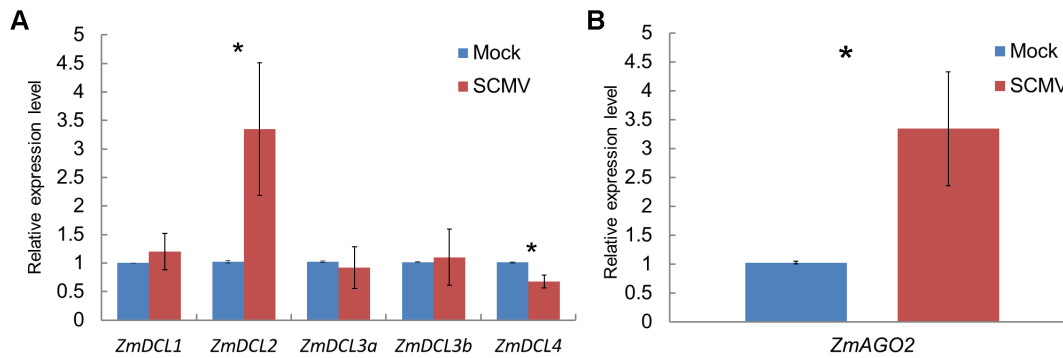 A
Relative expression level
5
4.5
4
3.5
3
2.5
2
1.5
1
0.5
0
*
*
Mock
SCMV
ZmDCL1 ZmDCL2 ZmDCL3a ZmDCL3b ZmDCL4
B
Relative expression level
5
4.5
4
3.5
3
2.5
2
1.5
1
0.5
0
*
Mock
SCMV
ZmAGO2